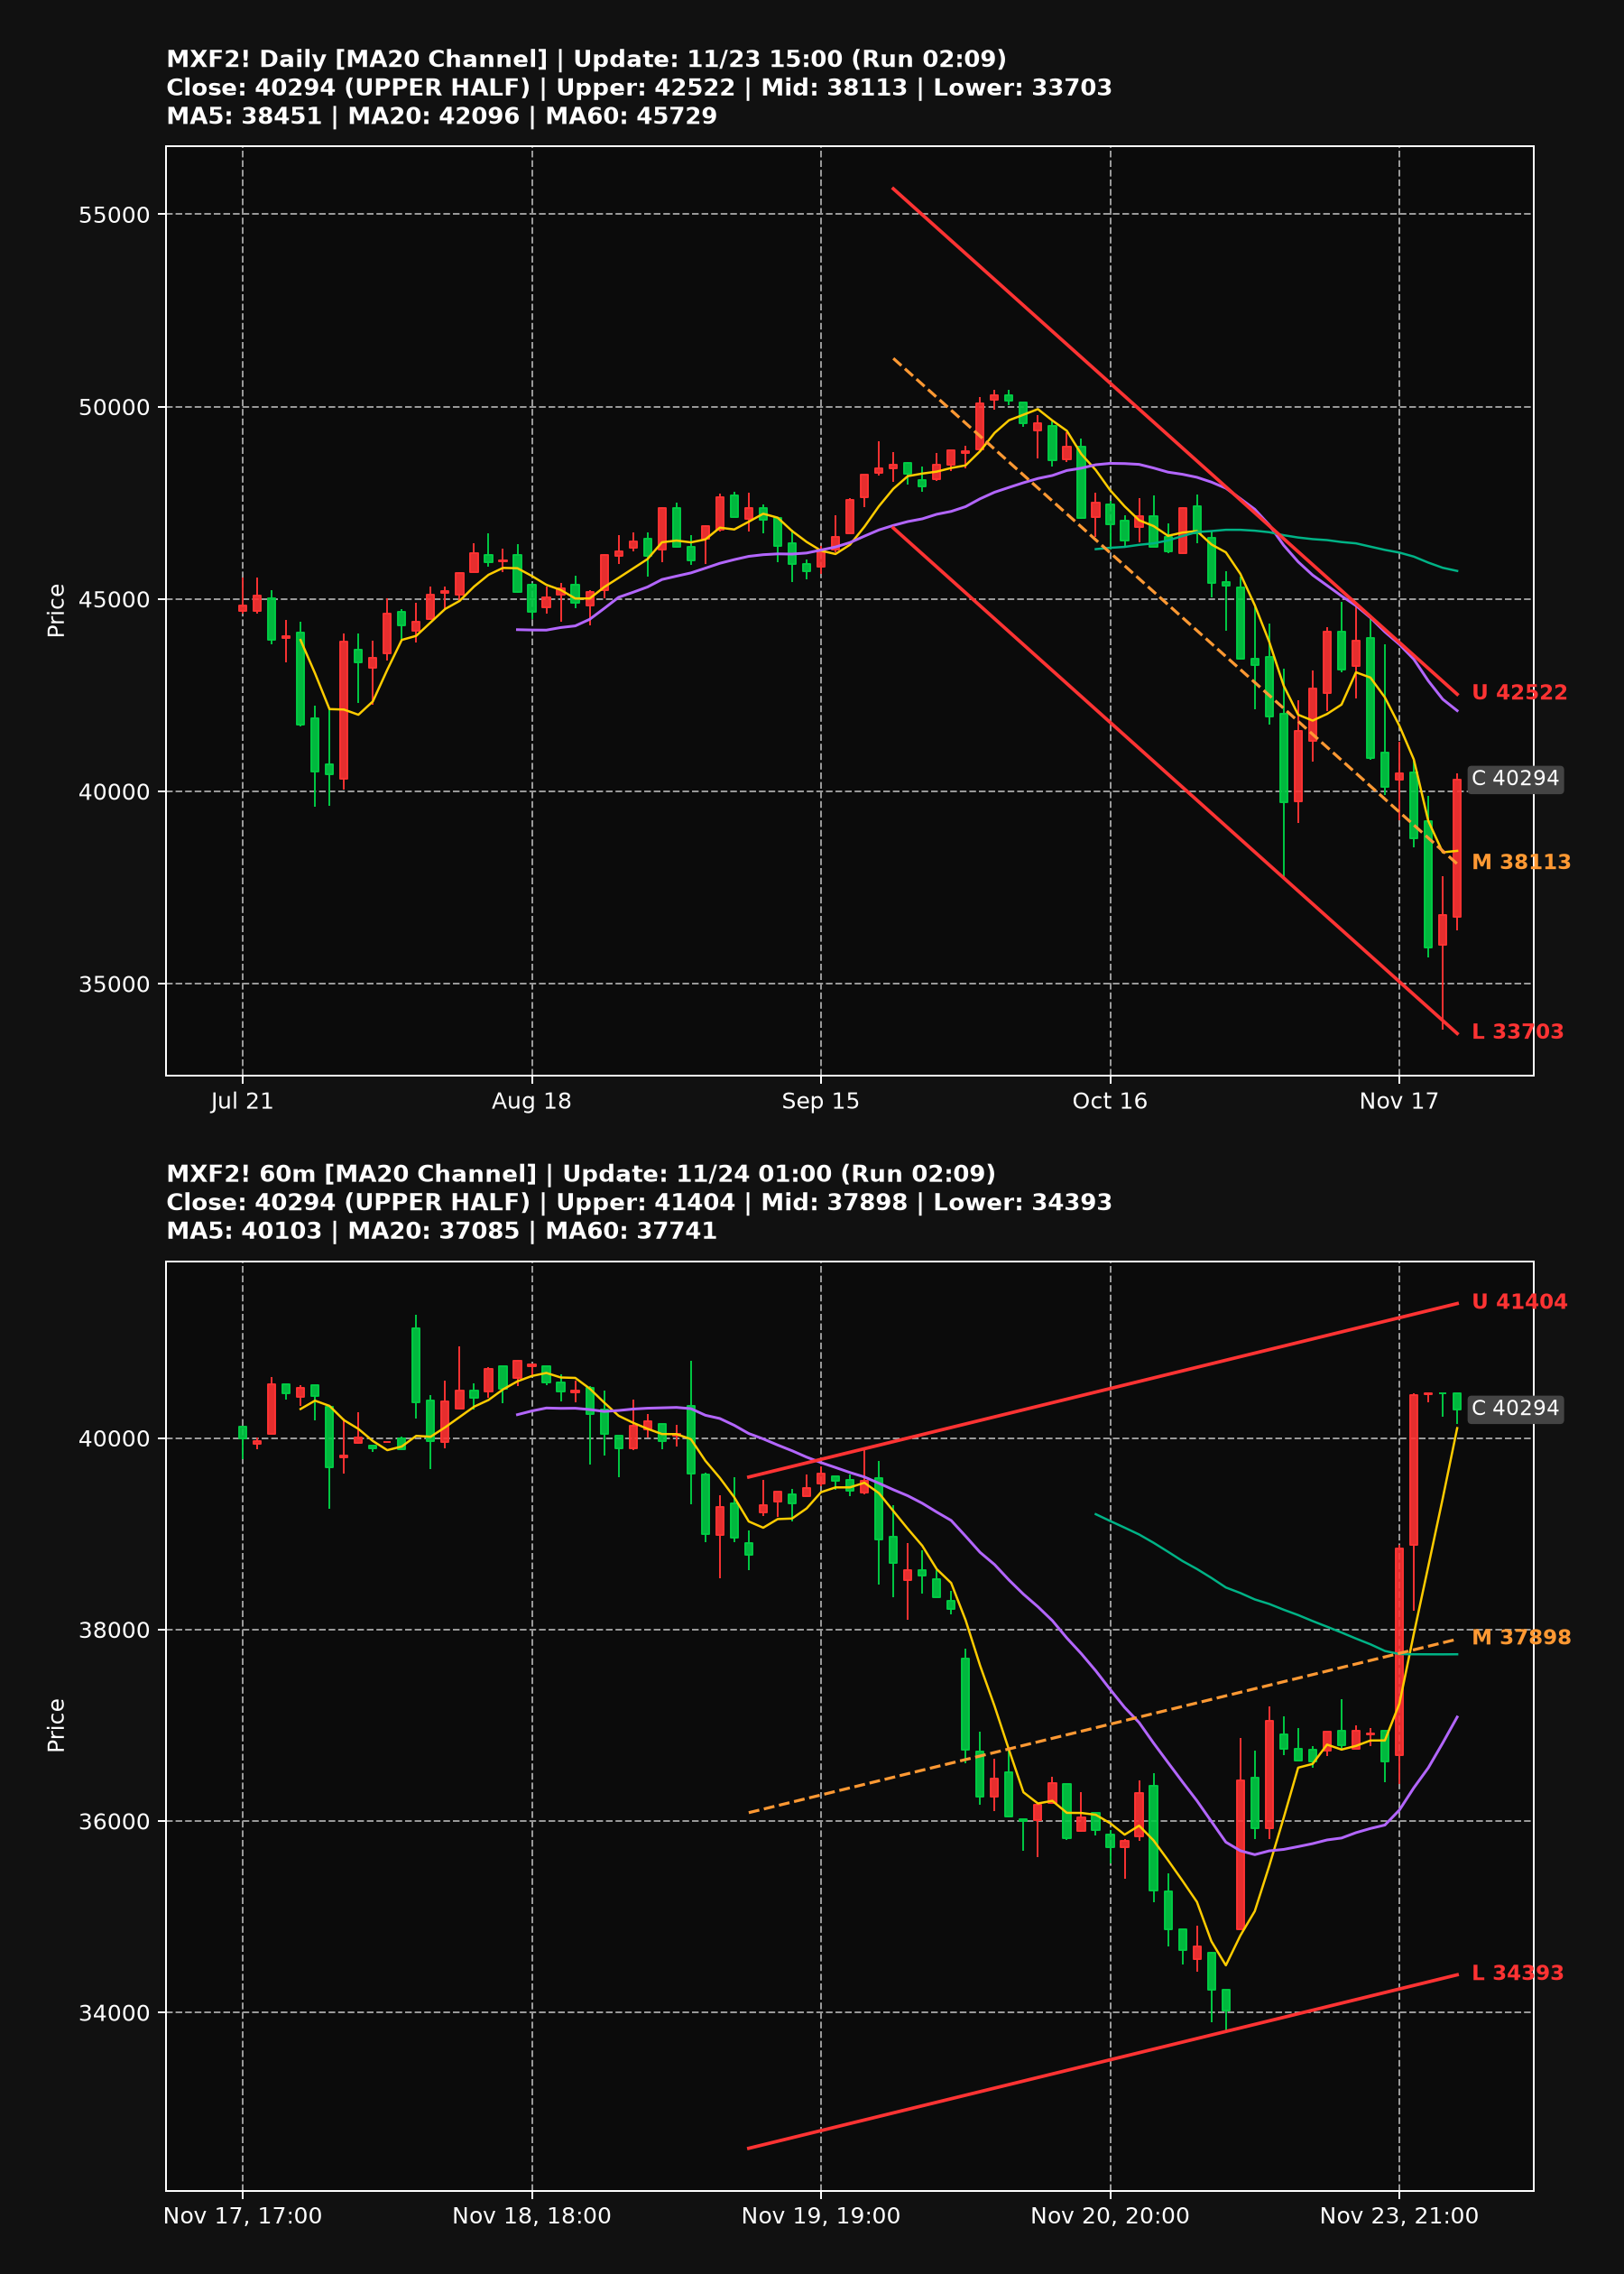 MXF2! Daily [MA20 Channel] | Update: 11/23 15:00 (Run 02:09)
Close: 40294 (UPPER HALF) | Upper: 42522 | Mid: 38113 | Lower: 33703
MA5: 38451 | MA20: 42096 | MA60: 45729
55000
50000
45000
40000
35000
Price
U 42522
C 40294
M 38113
L 33703
Jul 21
Aug 18
Sep 15
Oct 16
Nov 17
MXF2! 60m [MA20 Channel] | Update: 11/24 01:00 (Run 02:09)
Close: 40294 (UPPER HALF) | Upper: 41404 | Mid: 37898 | Lower: 34393
MA5: 40103 | MA20: 37085 | MA60: 37741
40000
38000
36000
34000
Price
U 41404
C 40294
M 37898
L 34393
Nov 17, 17:00
Nov 18, 18:00
Nov 19, 19:00
Nov 20, 20:00
Nov 23, 21:00